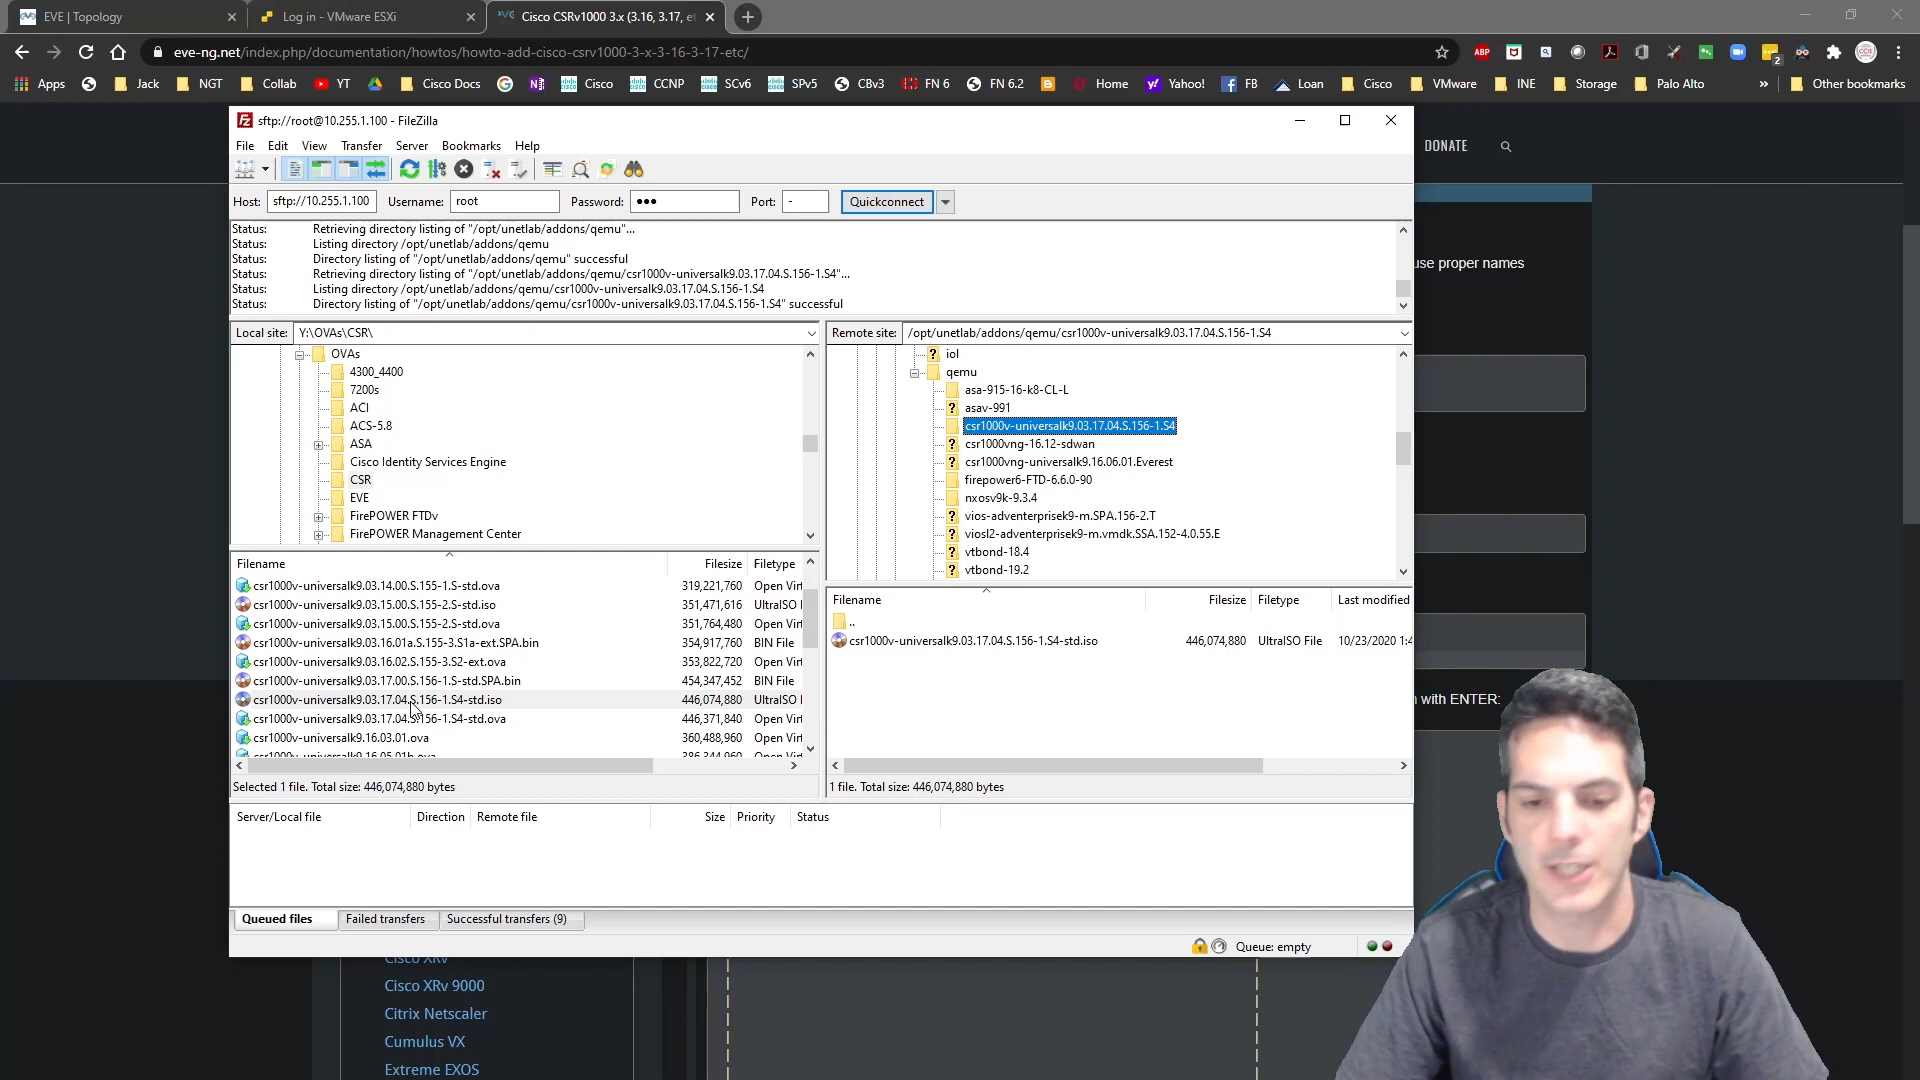 EVE | Topology
Log in - VMware ESXi
Cisco CSRv1000 3.x (3.16, 3.17, et
eve-ng.net/index.php/documentation/howtos/howto-add-cisco-csrv1000-3-x-3-16-3-17-etc/
Apps Jack NGT Collab YT Cisco Docs Cisco CCNP SCv6 SPv5 CBv3 FN 6 FN 6.2 Home Yahoo! FB Loan Cisco VMware INE Storage Palo Alto » Other bookmarks
sftp://root@10.255.1.100 - FileZilla
File Edit View Transfer Server Bookmarks Help
DONATE
Host: sftp://10.255.1.100 Username: root Password: ●●● Port: - Quickconnect
Status: Retrieving directory listing of "/opt/unetlab/addons/qemu"...
Status: Listing directory /opt/unetlab/addons/qemu
Status: Directory listing of "/opt/unetlab/addons/qemu" successful
Status: Retrieving directory listing of "/opt/unetlab/addons/qemu/csr1000v-universalk9.03.17.04.S.156-1.S4"...
Status: Listing directory /opt/unetlab/addons/qemu/csr1000v-universalk9.03.17.04.S.156-1.S4
Status: Directory listing of "/opt/unetlab/addons/qemu/csr1000v-universalk9.03.17.04.S.156-1.S4" successful
use proper names
Local site: Y:\OVAs\CSR\
OVAs
4300_4400
7200s
ACI
ACS-5.8
ASA
Cisco Identity Services Engine
CSR
EVE
FirePOWER FTDv
FirePOWER Management Center
Remote site: /opt/unetlab/addons/qemu/csr1000v-universalk9.03.17.04.S.156-1.S4
iol
qemu
asa-915-16-k8-CL-L
asav-991
csr1000v-universalk9.03.17.04.S.156-1.S4
csr1000vng-16.12-sdwan
csr1000vng-universalk9.16.06.01.Everest
firepower6-FTD-6.6.0-90
nxosv9k-9.3.4
vios-adventerprisek9-m.SPA.156-2.T
viosl2-adventerprisek9-m.vmdk.SSA.152-4.0.55.E
vtbond-18.4
vtbond-19.2
Filename Filesize Filetype
csr1000v-universalk9.03.14.00.S.155-1.S-std.ova 319,221,760 Open Virt
csr1000v-universalk9.03.15.00.S.155-2.S-std.iso 351,471,616 UltraISO
csr1000v-universalk9.03.15.00.S.155-2.S-std.ova 351,764,480 Open Virt
csr1000v-universalk9.03.16.01a.S.155-3.S1a-ext.SPA.bin 354,917,760 BIN File
csr1000v-universalk9.03.16.02.S.155-3.S2-ext.ova 353,822,720 Open Virt
csr1000v-universalk9.03.17.00.S.156-1.S-std.SPA.bin 454,347,452 BIN File
csr1000v-universalk9.03.17.04.S.156-1.S4-std.iso 446,074,880 UltraISO
csr1000v-universalk9.03.17.04.S.156-1.S4-std.ova 446,371,840 Open Virt
csr1000v-universalk9.16.03.01.ova 360,488,960 Open Virt
csr1000v-universalk9.16.05.01b.ova 386,344,960 Open Virt
Selected 1 file. Total size: 446,074,880 bytes
Filename Filesize Filetype Last modified
..
csr1000v-universalk9.03.17.04.S.156-1.S4-std.iso 446,074,880 UltraISO File 10/23/2020 1:4
1 file. Total size: 446,074,880 bytes
n with ENTER:
Server/Local file Direction Remote file Size Priority Status
Queued files Failed transfers Successful transfers (9)
Queue: empty
Cisco XRv
Cisco XRv 9000
Citrix Netscaler
Cumulus VX
Extreme EXOS